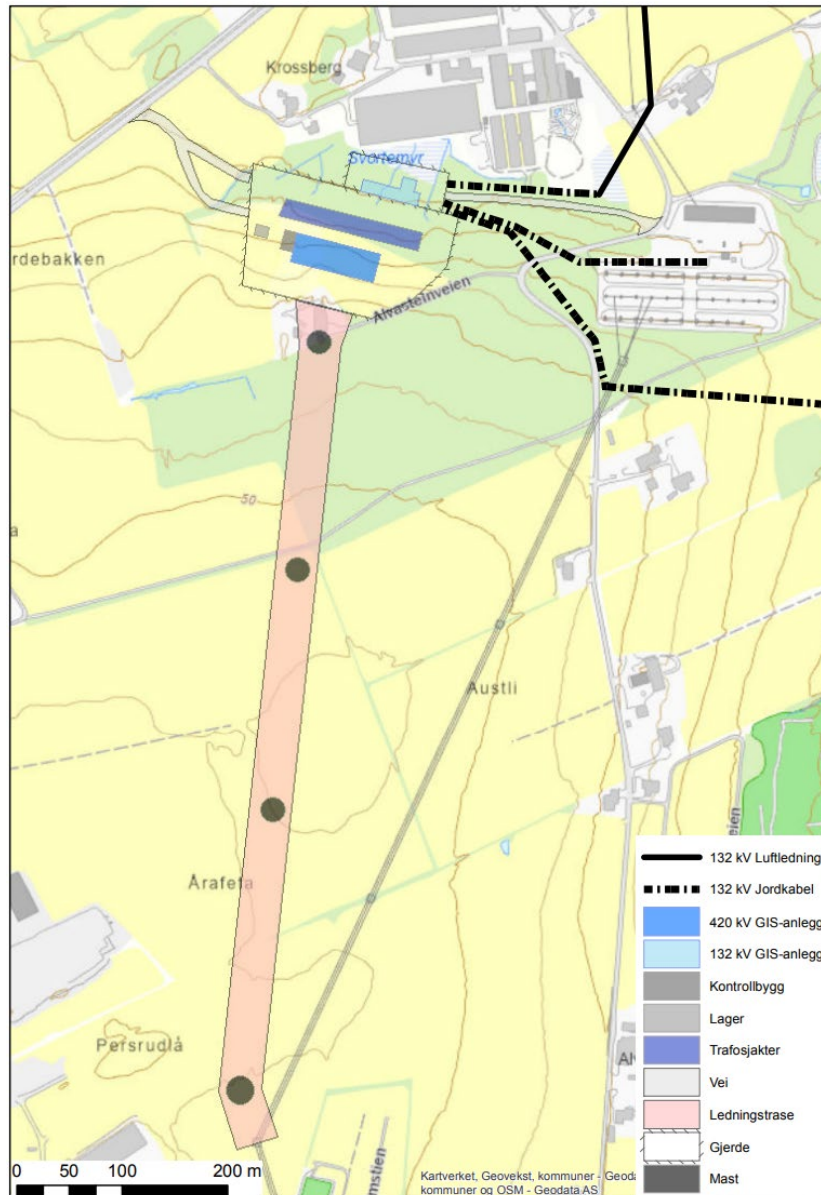 Krossberg
Svartemyr
rdebakken
Alvasteinveien
50
a
Austli
Årafeta
Persrudlå
mstien
veien
132 kV Luftledning
132 kV Jordkabel
420 kV GIS-anlegg
132 kV GIS-anlegg
Kontrollbygg
Lager
Trafosjakter
Vei
Ledningstrase
Gjerde
Mast
0 50 100 200 m
Kartverket, Geovekst, kommuner - Geoda
kommuner og OSM - Geodata AS